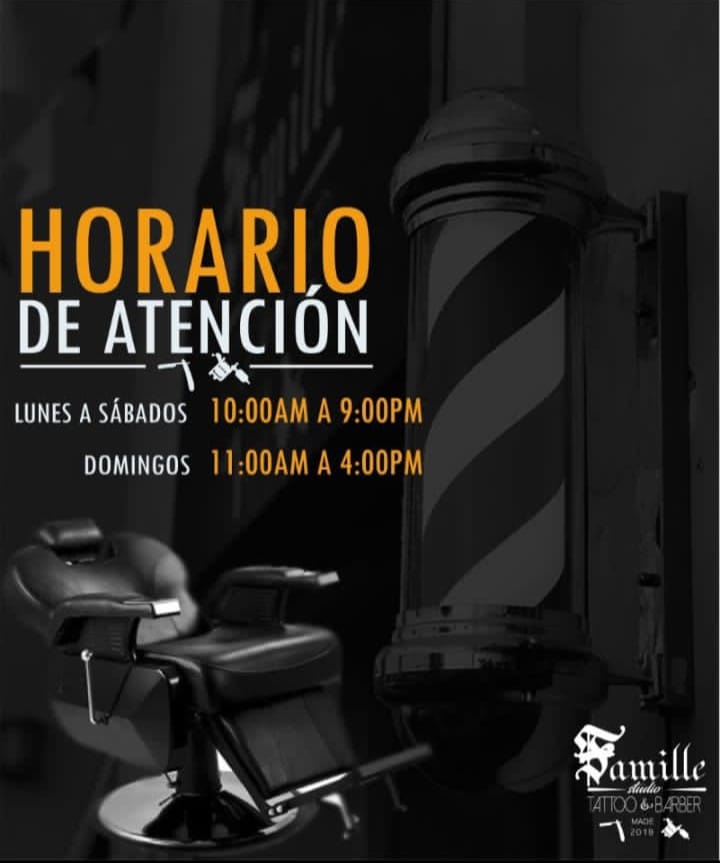 HORARIO
DE ATENCIÓN
LUNES A SÁBADOS 10:00AM A 9:00PM
DOMINGOS 11:00AM A 4:00PM
Famille
studio
TATTOO & BARBER
MADE
2019